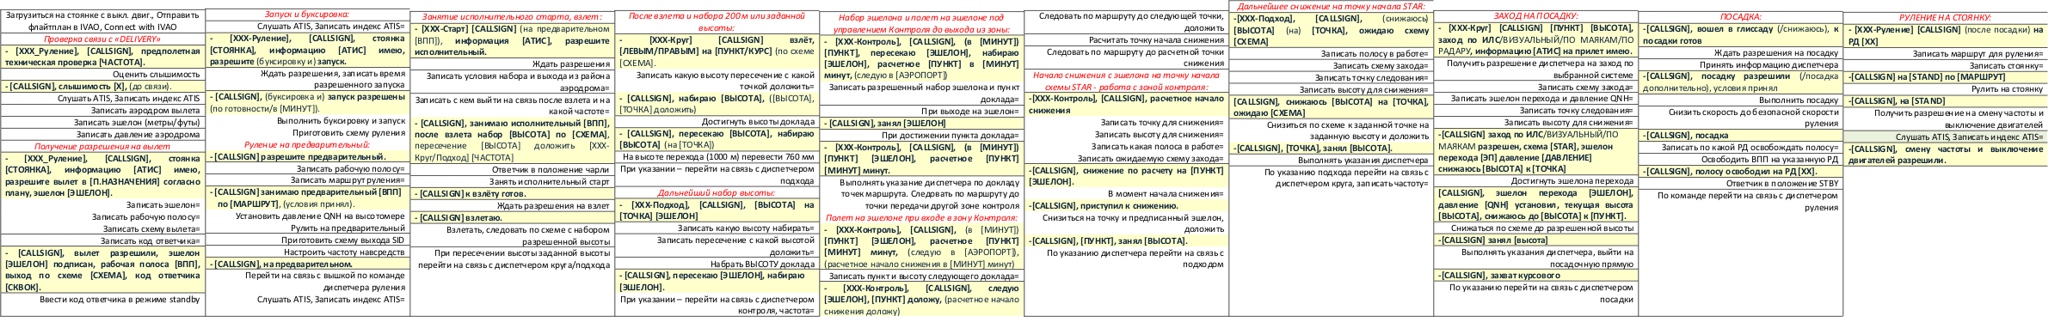 Загрузиться на стоянке с выкл. двиг., Отправить
флайтплан в IVAO, Connect with IVAO
Проверка связи с «DELIVERY»
- [XXX_Руление], [CALLSIGN], предполетная
техническая проверка [ЧАСТОТА].
Оценить слышимость
- [CALLSIGN], слышимость [X], (до связи).
Слушать ATIS, Записать индекс ATIS
Записать аэродром вылета
Записать эшелон (метры/футы)
Записать давление аэродрома
Получение разрешения на вылет
- [XXX_Руление], [CALLSIGN], стоянка
[СТОЯНКА], информацию [АТИС] имею,
разрешите вылет в [П.НАЗНАЧЕНИЯ] согласно
плану, эшелон [ЭШЕЛОН].
Записать эшелон=
Записать рабочую полосу=
Записать схему вылета=
Записать код ответчика=
- [CALLSIGN], вылет разрешили, эшелон
[ЭШЕЛОН] подписан, рабочая полоса [ВПП],
выход по схеме [СХЕМА], код ответчика
[СКВОК].
Ввести код ответчика в режиме standby
Запуск и буксировка:
Слушать АТИС, Записать индекс ATIS=
- [XXX-Руление], [CALLSIGN], стоянка
[СТОЯНКА], информацию [АТИС] имею,
разрешите (буксировку и) запуск.
Ждать разрешения, записать время
разрешенного запуска
- [CALLSIGN], (буксировка и) запуск разрешены
(по готовности/в [МИНУТ]).
Выполнить буксировку и запуск
Приготовить схему руления
Руление на предварительный:
- [CALLSIGN] разрешите предварительный.
Записать рабочую полосу=
Записать маршрут руления=
- [CALLSIGN] занимаю предварительный [ВПП]
по [МАРШРУТ], (условия принял).
Установить давление QNH на высотомере
Рулить на предварительный
Приготовить схему выхода SID
Настроить частоту навсредств
- [CALLSIGN], на предварительном.
Перейти на связь с вышкой по команде
диспетчера руления
Слушать ATIS, Записать индекс ATIS=
Занятие исполнительного старта, взлет:
- [XXX-Старт] [CALLSIGN] (на предварительном
[ВПП]), информация [АТИС], разрешите
исполнительный.
Ждать разрешения
Записать условия набора и выхода из района
аэродрома=
Записать с кем выйти на связь после взлета и на
какой частоте=
- [CALLSIGN], занимаю исполнительный [ВПП],
после взлета набор [ВЫСОТА] по [СХЕМА],
пересечение [ВЫСОТА] доложить [XXX-
Круг/Подход] [ЧАСТОТА]
Ответчик в положение чарли
Занять исполнительный старт
- [CALLSIGN] к взлёту готов.
Ждать разрешения на взлет
- [CALLSIGN] взлетаю.
Взлетать, следовать по схеме с набором
разрешенной высоты
При пересечении высоты заданной высоты
перейти на связь с диспетчером круга/подхода
После взлета и набора 200м или заданной
высоты:
- [XXX-Круг] [CALLSIGN] взлёт,
[ЛЕВЫМ/ПРАВЫМ] на [ПУНКТ/КУРС] (по схеме
[СХЕМА].
Записать какую высоту пересечение с какой
точкой доложить=
- [CALLSIGN], набираю [ВЫСОТА], ([ВЫСОТА],
[ТОЧКА] доложить)
Достигнуть высоты доклада
- [CALLSIGN], пересекаю [ВЫСОТА], набираю
[ВЫСОТА] (на [ТОЧКА])
На высоте перехода (1000 м) перевести 760 мм
При указании – перейти на связь с диспетчером
подхода
Дальнейший набор высоты:
- [XXX-Подход], [CALLSIGN], [ВЫСОТА] на
[ТОЧКА] [ЭШЕЛОН]
Записать какую высоту набирать=
Записать пересечение с какой высотой
доложить=
Набрать ВЫСОТУ доклада
- [CALLSIGN], пересекаю [ЭШЕЛОН], набираю
[ЭШЕЛОН].
При указании – перейти на связь с диспетчером
контроля, частота=
Набор эшелона и полет на эшелоне под
управлением Контроля до выхода из зоны:
- [XXX-Контроль], [CALLSIGN], (в [МИНУТ])
[ПУНКТ], пересекаю [ЭШЕЛОН], набираю
[ЭШЕЛОН], расчетное [ПУНКТ] в [МИНУТ]
минут, (следую в [АЭРОПОРТ])
Записать разрешенный набор эшелона и пункт
доклада=
При выходе на эшелон=
- [CALLSIGN], занял [ЭШЕЛОН]
При достижении пункта доклада=
- [XXX-Контроль], [CALLSIGN], (в [МИНУТ])
[ПУНКТ] [ЭШЕЛОН], расчетное [ПУНКТ]
[МИНУТ] минут.
Выполнять указание диспетчера по докладу
точек маршрута. Следовать по маршруту до
точки передачи другой зоне контроля
Полет на эшелоне при входе в зону Контроля:
- [XXX-Контроль], [CALLSIGN], (в [МИНУТ])
[ПУНКТ] [ЭШЕЛОН], расчетное [ПУНКТ]
[МИНУТ] минут, (следую в [АЭРОПОРТ]),
(расчетное начало снижения в [МИНУТ] минут)
Записать пункт и высоту следующего доклада=
- [XXX-Контроль], [CALLSIGN], следую
[ЭШЕЛОН], [ПУНКТ] доложу, (расчетное начало
снижения доложу)
Следовать по маршруту до следующей точки,
доложить
Расчитать точку начала снижения
Следовать по маршруту до расчетной точки
снижения
Начало снижения с эшелона на точку начала
схемы STAR - работа с зоной контроля:
-[XXX-Контроль], [CALLSIGN], расчетное начало
снижения
Записать точку для снижения=
Записать высоту для снижения=
Записать какая полоса в работе=
Записать ожидаемую схему захода=
-[CALLSIGN], снижение по расчету на [ПУНКТ]
[ЭШЕЛОН].
В момент начала снижения=
-[CALLSIGN], приступил к снижению.
Снизиться на точку и предписанный эшелон,
доложить
-[CALLSIGN], [ПУНКТ], занял [ВЫСОТА].
По указанию диспетчера перейти на связь с
подходом
Дальнейшее снижение на точку начала STAR:
-[XXX-Подход], [CALLSIGN], (снижаюсь)
[ВЫСОТА] (на) [ТОЧКА], ожидаю схему
[СХЕМА]
Записать полосу в работе=
Записать схему захода=
Записать точку следования=
Записать высоту для снижения=
[CALLSIGN], снижаюсь [ВЫСОТА] на [ТОЧКА],
ожидаю [СХЕМА]
Снизиться по схеме к заданной точке на
заданную высоту и доложить
-[CALLSIGN], [ТОЧКА], занял [ВЫСОТА].
Выполнять указания диспетчера
По указанию подхода перейти на связь с
диспетчером круга, записать частоту=
ЗАХОД НА ПОСАДКУ:
- [XXX-Круг] [CALLSIGN] [ПУНКТ] [ВЫСОТА],
заход по ИЛС/ВИЗУАЛЬНЫЙ/ПО МАЯКАМ/ПО
РАДАРУ, информацию [АТИС] на прилет имею.
Получить разрешение диспетчера на заход по
выбранной системе
Записать схему захода=
Записать эшелон перехода и давление QNH=
Записать точку следования=
Записать высоту для снижения=
-[CALLSIGN] заход по ИЛС/ВИЗУАЛЬНЫЙ/ПО
МАЯКАМ разрешен, схема [STAR], эшелон
перехода [ЭП] давление [ДАВЛЕНИЕ]
снижаюсь [ВЫСОТА] к [ТОЧКА]
Достигнуть эшелона перехода
[CALLSIGN], эшелон перехода [ЭШЕЛОН],
давление [QNH] установил, текущая высота
[ВЫСОТА], снижаюсь до [ВЫСОТА] к [ПУНКТ].
Снижаться по схеме до разрешенной высоты
-[CALLSIGN] занял [высота]
Выполнять указания диспетчера, выйти на
посадочную прямую
-[CALLSIGN], захват курсового
По указанию перейти на связь с диспетчером
посадки
ПОСАДКА:
-[CALLSIGN], вошел в глиссаду (/снижаюсь), к
посадки готов
Ждать разрешения на посадку
Принять информацию диспетчера
-[CALLSIGN], посадку разрешили (/посадка
дополнительно), условия принял
Выполнить посадку
Снизить скорость до безопасной скорости
руления
-[CALLSIGN], посадка
Записать по какой РД освобождать полосу=
Освободить ВПП на указанную РД
-[CALLSIGN], полосу освободил на РД [XX].
Ответчик в положение STBY
По команде перейти на связь с диспетчером
руления
РУЛЕНИЕ НА СТОЯНКУ:
-[XXX-Руление] [CALLSIGN] (после посадки) на
РД [XX]
Записать маршрут для руления=
Записать стоянку=
-[CALLSIGN] на [STAND] по [МАРШРУТ]
Рулить на стоянку
-[CALLSIGN], на [STAND]
Получить разрешение на смену частоты и
выключение двигателей
Слушать ATIS, Записать индекс ATIS=
-[CALLSIGN], смену частоты и выключение
двигателей разрешили.